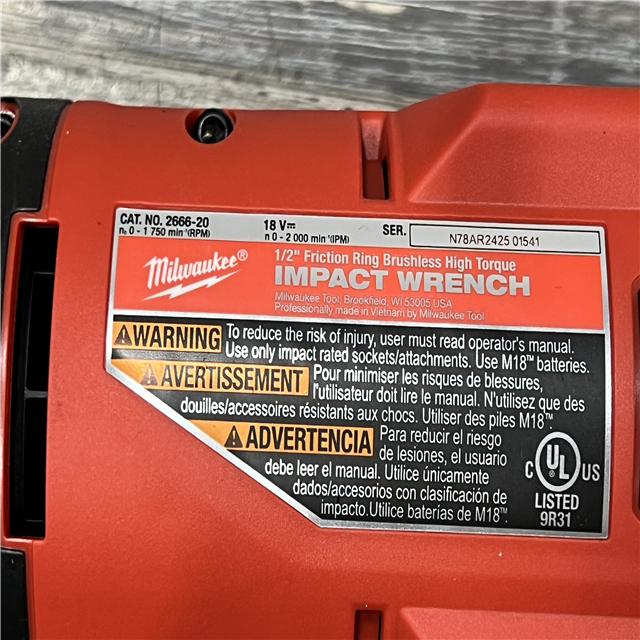 CAT. NO. 2666-20 18 V⎓ SER. N78AR2425 01541
n₀ 0 - 1 750 min⁻¹(RPM) n 0 - 2 000 min⁻¹(IPM)
Milwaukee®
1/2" Friction Ring Brushless High Torque
IMPACT WRENCH
Milwaukee Tool, Brookfield, WI 53005 USA
Professionally made in Vietnam by Milwaukee Tool
WARNING To reduce the risk of injury, user must read operator's manual.
Use only impact rated sockets/attachments. Use M18™ batteries.
AVERTISSEMENT Pour minimiser les risques de blessures,
l'utilisateur doit lire le manuel. N'utilisez que des
douilles/accessoires résistants aux chocs. Utiliser des piles M18™.
ADVERTENCIA Para reducir el riesgo
de lesiones, el usuario
debe leer el manual. Utilice únicamente
dados/accesorios con clasificación de
impacto.Utilice baterías de M18™.
C UL US
LISTED
9R31